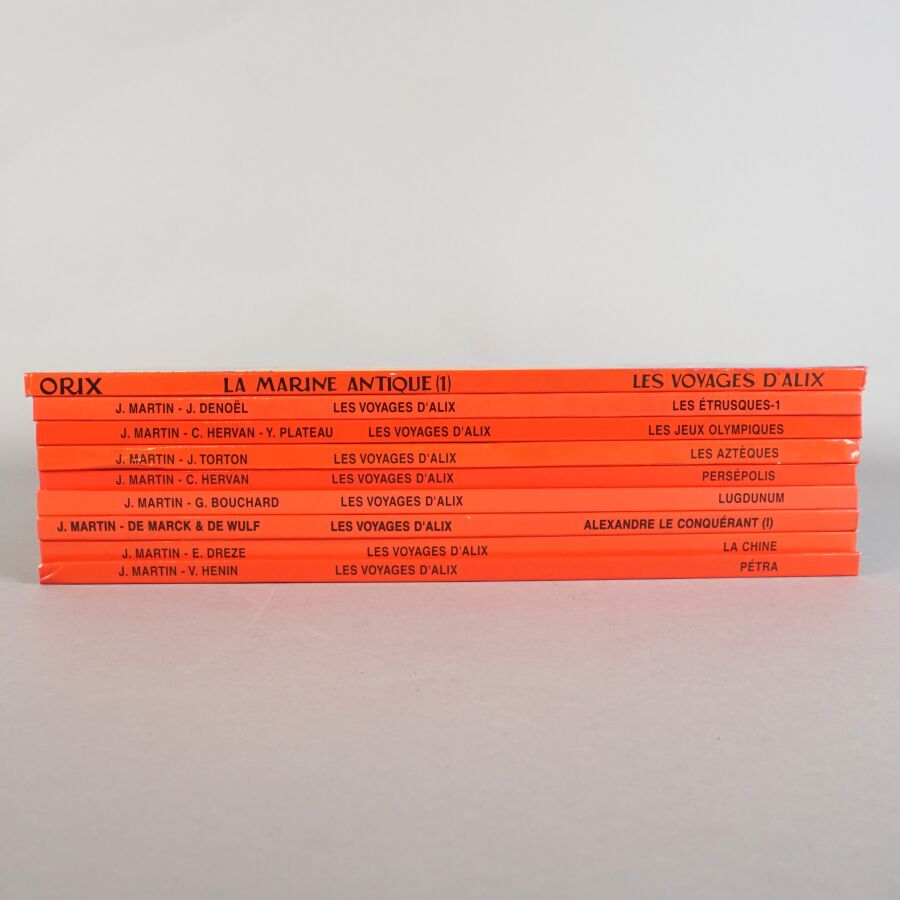 ORIX LA MARINE ANTIQUE (1) LES VOYAGES D'ALIX
J. MARTIN - J. DENOËL LES VOYAGES D'ALIX LES ÉTRUSQUES-1
J. MARTIN - C. HERVAN - Y. PLATEAU LES VOYAGES D'ALIX LES JEUX OLYMPIQUES
J. MARTIN - J. TORTON LES VOYAGES D'ALIX LES AZTÈQUES
J. MARTIN - C. HERVAN LES VOYAGES D'ALIX PERSÉPOLIS
J. MARTIN - G. BOUCHARD LES VOYAGES D'ALIX LUGDUNUM
J. MARTIN - DE MARCK & DE WULF LES VOYAGES D'ALIX ALEXANDRE LE CONQUÉRANT (I)
J. MARTIN - E. DREZE LES VOYAGES D'ALIX LA CHINE
J. MARTIN - V. HENIN LES VOYAGES D'ALIX PÉTRA